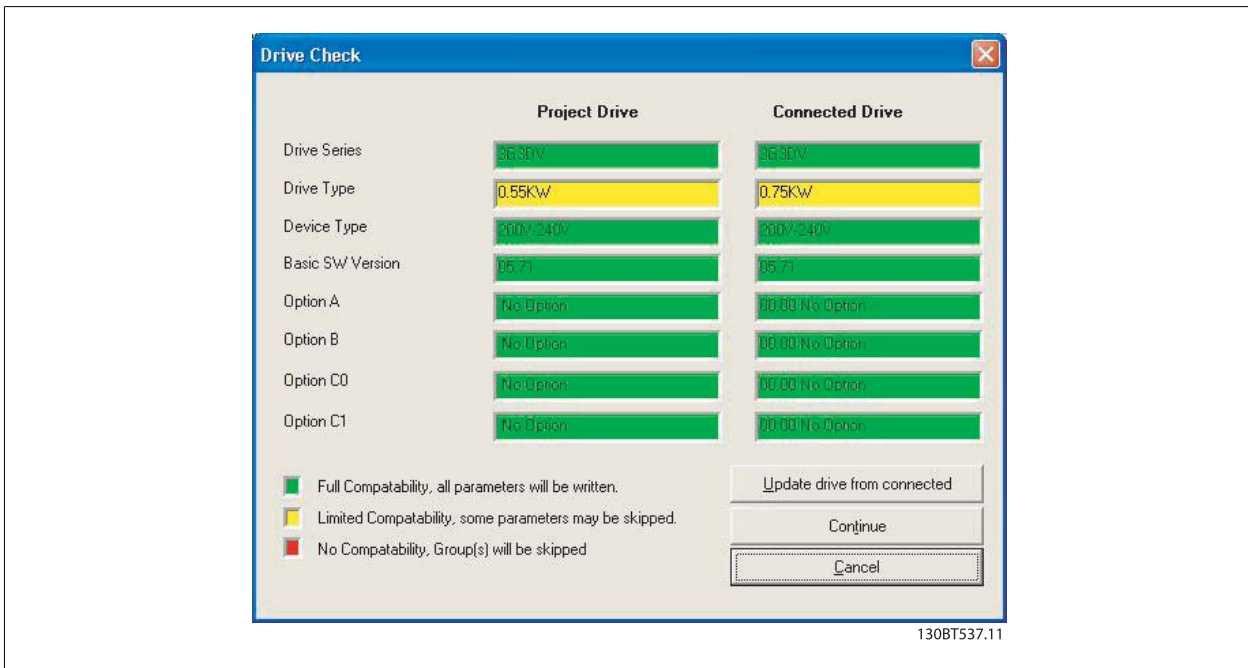 Drive Check
Project Drive Connected Drive
Drive Series 3G3DV 3G3DV
Drive Type 0.55KW 0.75KW
Device Type 200V-240V 200V-240V
Basic SW Version 05.71 05.71
Option A No Option 00.00 No Option
Option B No Option 00.00 No Option
Option C0 No Option 00.00 No Option
Option C1 No Option 00.00 No Option
Full Compatability, all parameters will be written.
Limited Compatability, some parameters may be skipped.
No Compatability, Group(s) will be skipped
Update drive from connected
Continue
Cancel
130BT537.11